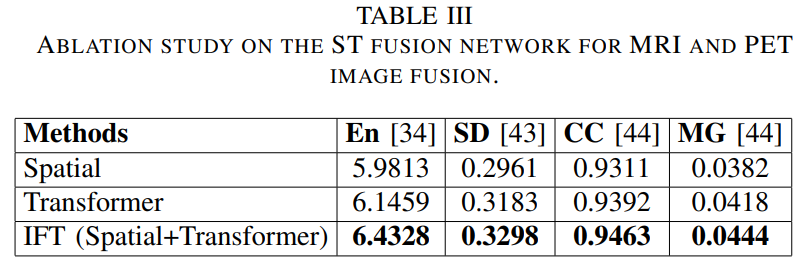 TABLE III
ABLATION STUDY ON THE ST FUSION NETWORK FOR MRI AND PET
IMAGE FUSION.
Methods En [34] SD [43] CC [44] MG [44]
Spatial 5.9813 0.2961 0.9311 0.0382
Transformer 6.1459 0.3183 0.9392 0.0418
IFT (Spatial+Transformer) 6.4328 0.3298 0.9463 0.0444